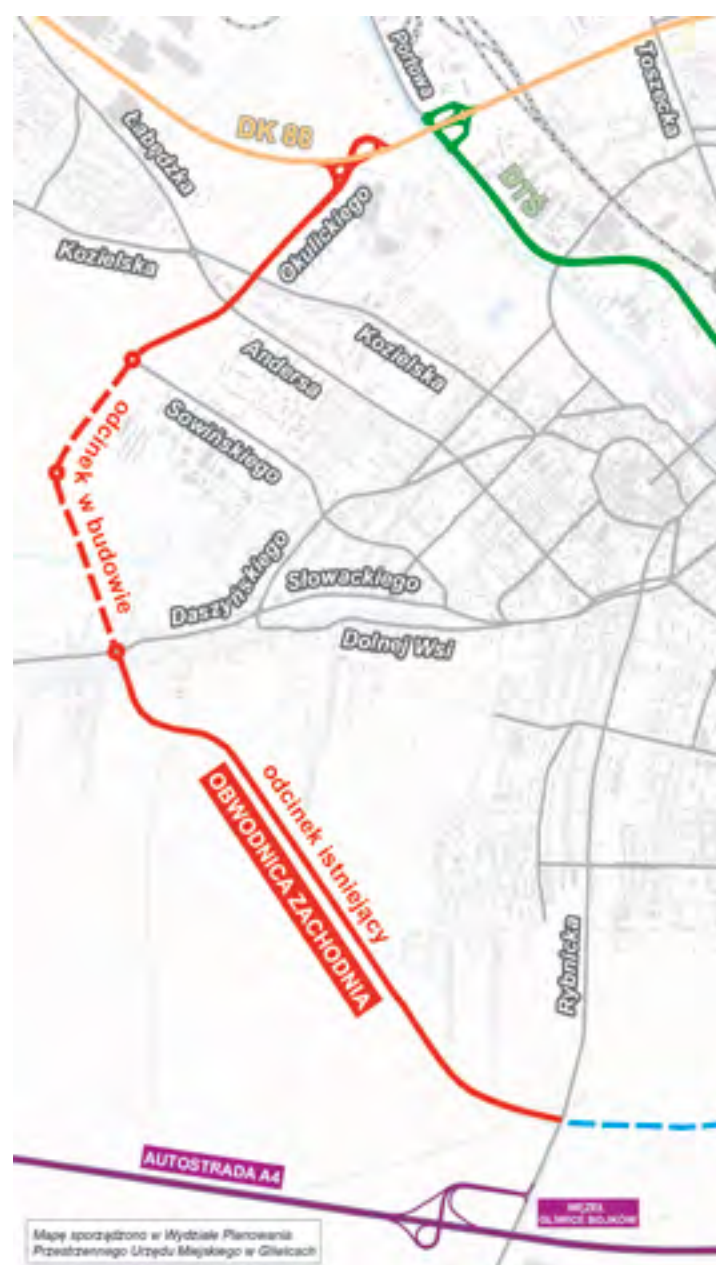 Portowa
Toszecka
DK 88
Łabędzka
DTŚ
Okulickiego
Kozielska
Kozielska
Andersa
Sowińskiego
odcinek w budowie
Daszyńskiego
Słowackiego
Dolnej Wsi
odcinek istniejący
OBWODNICA ZACHODNIA
Rybnicka
AUTOSTRADA A4
WĘZEŁ
GLIWICE BOJKÓW
Mapę sporządzono w Wydziale Planowania
Przestrzennego Urzędu Miejskiego w Gliwicach